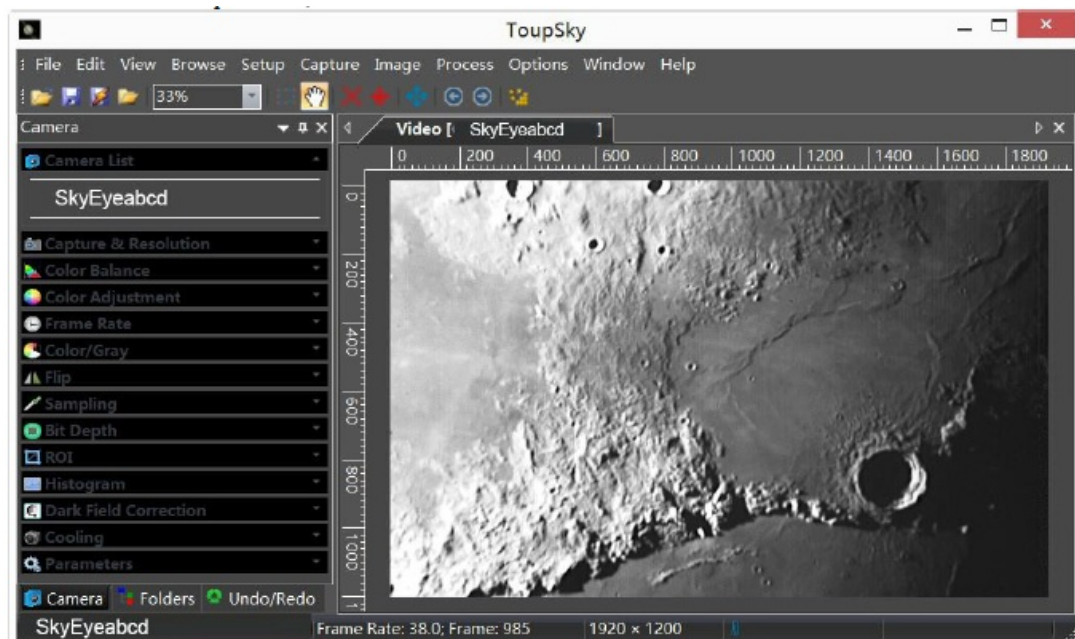 ToupSky
File Edit View Browse Setup Capture Image Process Options Window Help
33%
Camera
Video [ SkyEyeabcd ]
Camera List
0 200 400 600 800 1000 1200 1400 1600 1800
SkyEyeabcd
0
200
400
600
800
1000
Capture & Resolution
Color Balance
Color Adjustment
Frame Rate
Color/Gray
Flip
Sampling
Bit Depth
ROI
Histogram
Dark Field Correction
Cooling
Parameters
Camera Folders Undo/Redo
SkyEyeabcd
Frame Rate: 38.0; Frame: 985 1920 × 1200